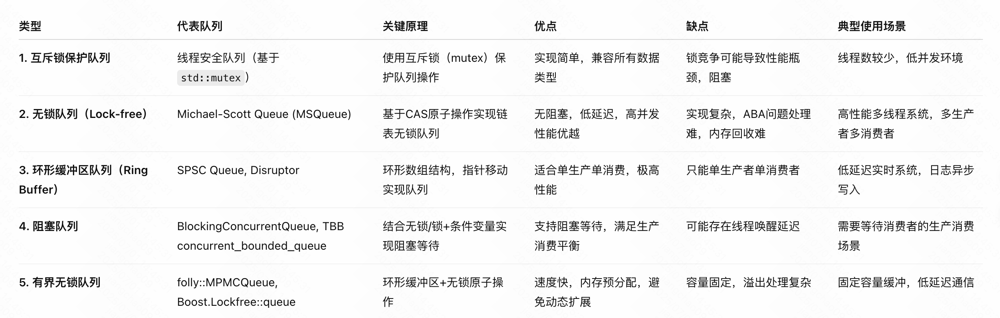 类型 代表队列 关键原理 优点 缺点 典型使用场景
1. 互斥锁保护队列 线程安全队列（基于 使用互斥锁（mutex）保 实现简单，兼容所有数据 锁竞争可能导致性能瓶 线程数较少，低并发环境
std::mutex） 护队列操作 类型 颈，阻塞
2. 无锁队列（Lock-free） Michael-Scott Queue (MSQueue) 基于CAS原子操作实现链 无阻塞，低延迟，高并发 实现复杂，ABA问题处理 高性能多线程系统，多生产
表无锁队列 性能优越 难，内存回收难 者多消费者
3. 环形缓冲区队列（Ring SPSC Queue, Disruptor 环形数组结构，指针移动 适合单生产单消费，极高 只能单生产者单消费者 低延迟实时系统，日志异步
Buffer） 实现队列 性能 写入
4. 阻塞队列 BlockingConcurrentQueue, TBB 结合无锁/锁+条件变量实 支持阻塞等待，满足生产 可能存在线程唤醒延迟 需要等待消费者的生产消费
concurrent_bounded_queue 现阻塞等待 消费平衡 场景
5. 有界无锁队列 folly::MPMCQueue, 环形缓冲区+无锁原子操 速度快，内存预分配，避 容量固定，溢出处理复杂 固定容量缓冲，低延迟通信
Boost.Lockfree::queue 作 免动态扩展